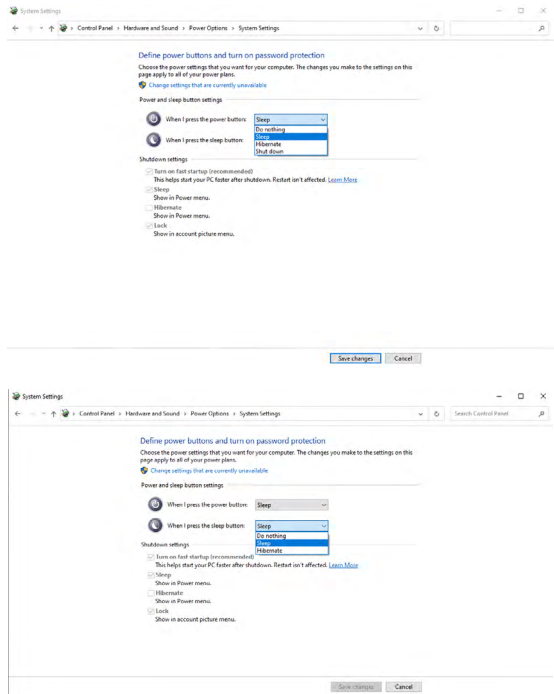 System Settings
Control Panel > Hardware and Sound > Power Options > System Settings
Define power buttons and turn on password protection
Choose the power settings that you want for your computer. The changes you make to the settings on this
page apply to all of your power plans.
Change settings that are currently unavailable
Power and sleep button settings
When I press the power button: Sleep
Do nothing
Sleep
Hibernate
Shut down
When I press the sleep button:
Shutdown settings
Turn on fast startup (recommended)
This helps start your PC faster after shutdown. Restart isn't affected. Learn More
Sleep
Show in Power menu.
Hibernate
Show in Power menu.
Lock
Show in account picture menu.
Save changes Cancel
System Settings
Control Panel > Hardware and Sound > Power Options > System Settings
Search Control Panel
Define power buttons and turn on password protection
Choose the power settings that you want for your computer. The changes you make to the settings on this
page apply to all of your power plans.
Change settings that are currently unavailable
Power and sleep button settings
When I press the power button: Sleep
When I press the sleep button: Sleep
Do nothing
Sleep
Hibernate
Shutdown settings
Turn on fast startup (recommended)
This helps start your PC faster after shutdown. Restart isn't affected. Learn More
Sleep
Show in Power menu.
Hibernate
Show in Power menu.
Lock
Show in account picture menu.
Save changes Cancel